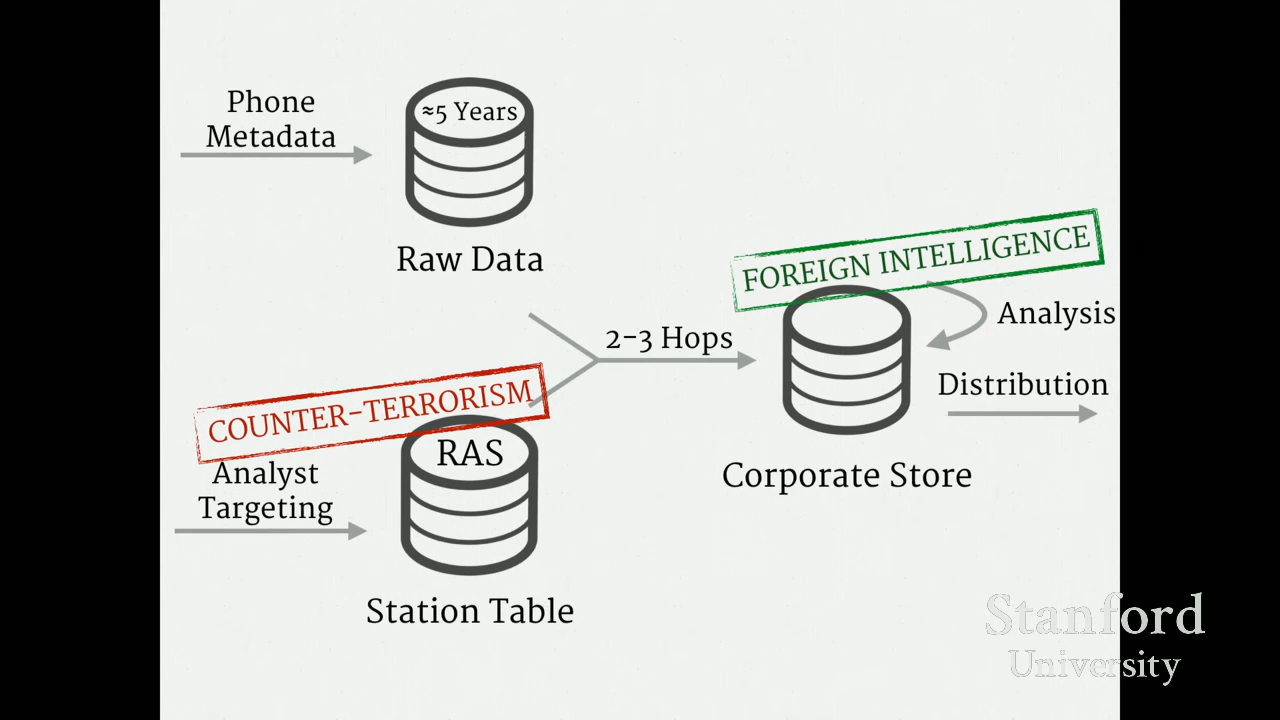 Phone
Metadata
≈5 Years
Raw Data
FOREIGN INTELLIGENCE
Analysis
2-3 Hops
Distribution
COUNTER-TERRORISM
RAS
Analyst
Targeting
Corporate Store
Station Table
Stanford
University